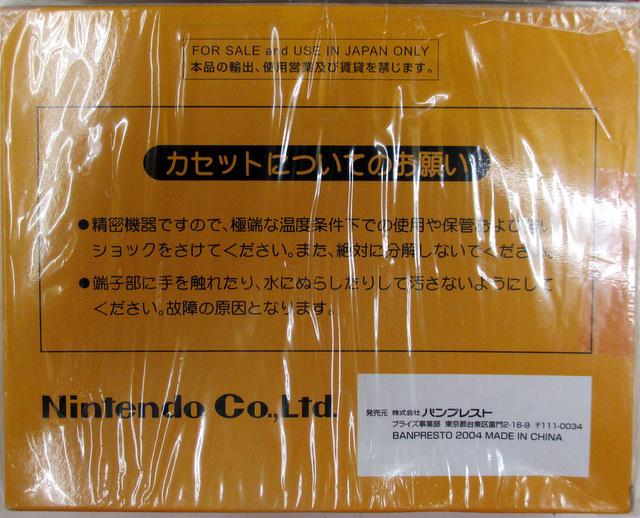 FOR SALE and USE IN JAPAN ONLY
本品の輸出、使用営業及び賃貸を禁じます。
カセットについてのお願い
●精密機器ですので、極端な温度条件下での使用や保管および強い
ショックをさけてください。また、絶対に分解しないでください。
●端子部に手を触れたり、水にぬらしたりして汚さないようにして
ください。故障の原因となります。
Nintendo Co.,Ltd.
発売元 株式会社 バンプレスト
プライズ事業部 東京都台東区雷門2-16-9 〒111-0034
BANPRESTO 2004 MADE IN CHINA